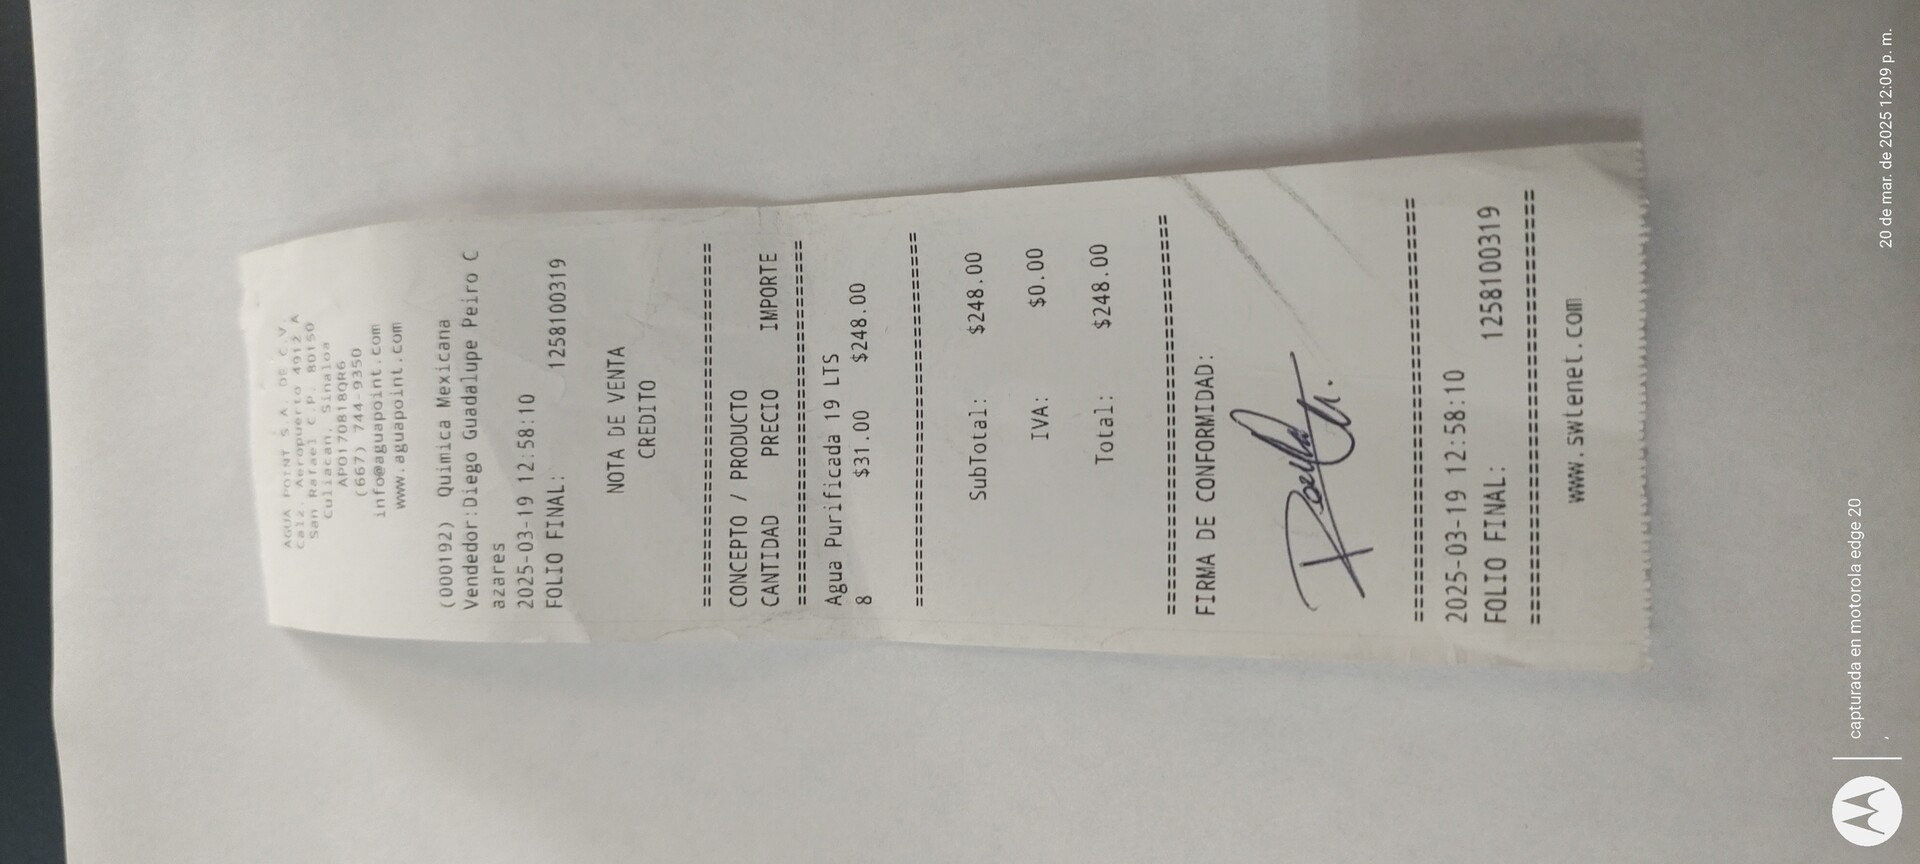 AGUA POINT S.A. DE C.V.
Calz. Aeropuerto 4912 A
San Rafael C.P. 80150
Culiacan, Sinaloa
APO170818QR6
(667) 744-9350
info@aguapoint.com
www.aguapoint.com
(000192) Quimica Mexicana
Vendedor:Diego Guadalupe Peiro C
azares
2025-03-19 12:58:10
FOLIO FINAL: 1258100319
NOTA DE VENTA
CREDITO
================================
CONCEPTO / PRODUCTO
CANTIDAD PRECIO IMPORTE
================================
Agua Purificada 19 LTS
8 $31.00 $248.00
================================
SubTotal: $248.00
IVA: $0.00
Total: $248.00
================================
FIRMA DE CONFORMIDAD:
================================
2025-03-19 12:58:10
FOLIO FINAL: 1258100319
================================
www.swtenet.com
capturada en motorola edge 20
20 de mar. de 2025 12:09 p. m.